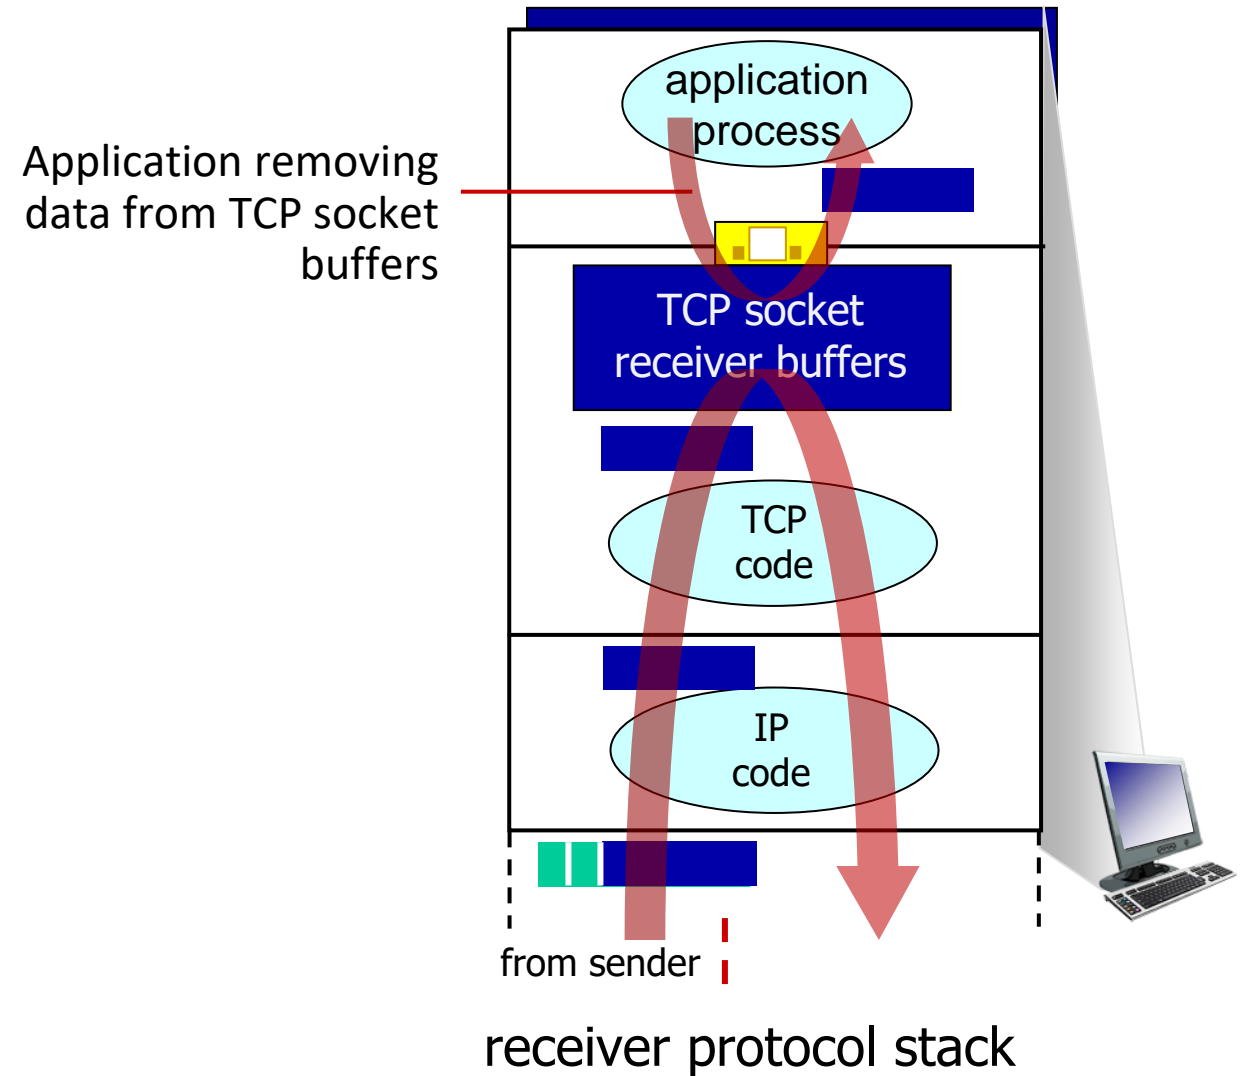 application
process
Application removing
data from TCP socket
buffers
TCP socket
receiver buffers
TCP
code
IP
code
from sender
receiver protocol stack